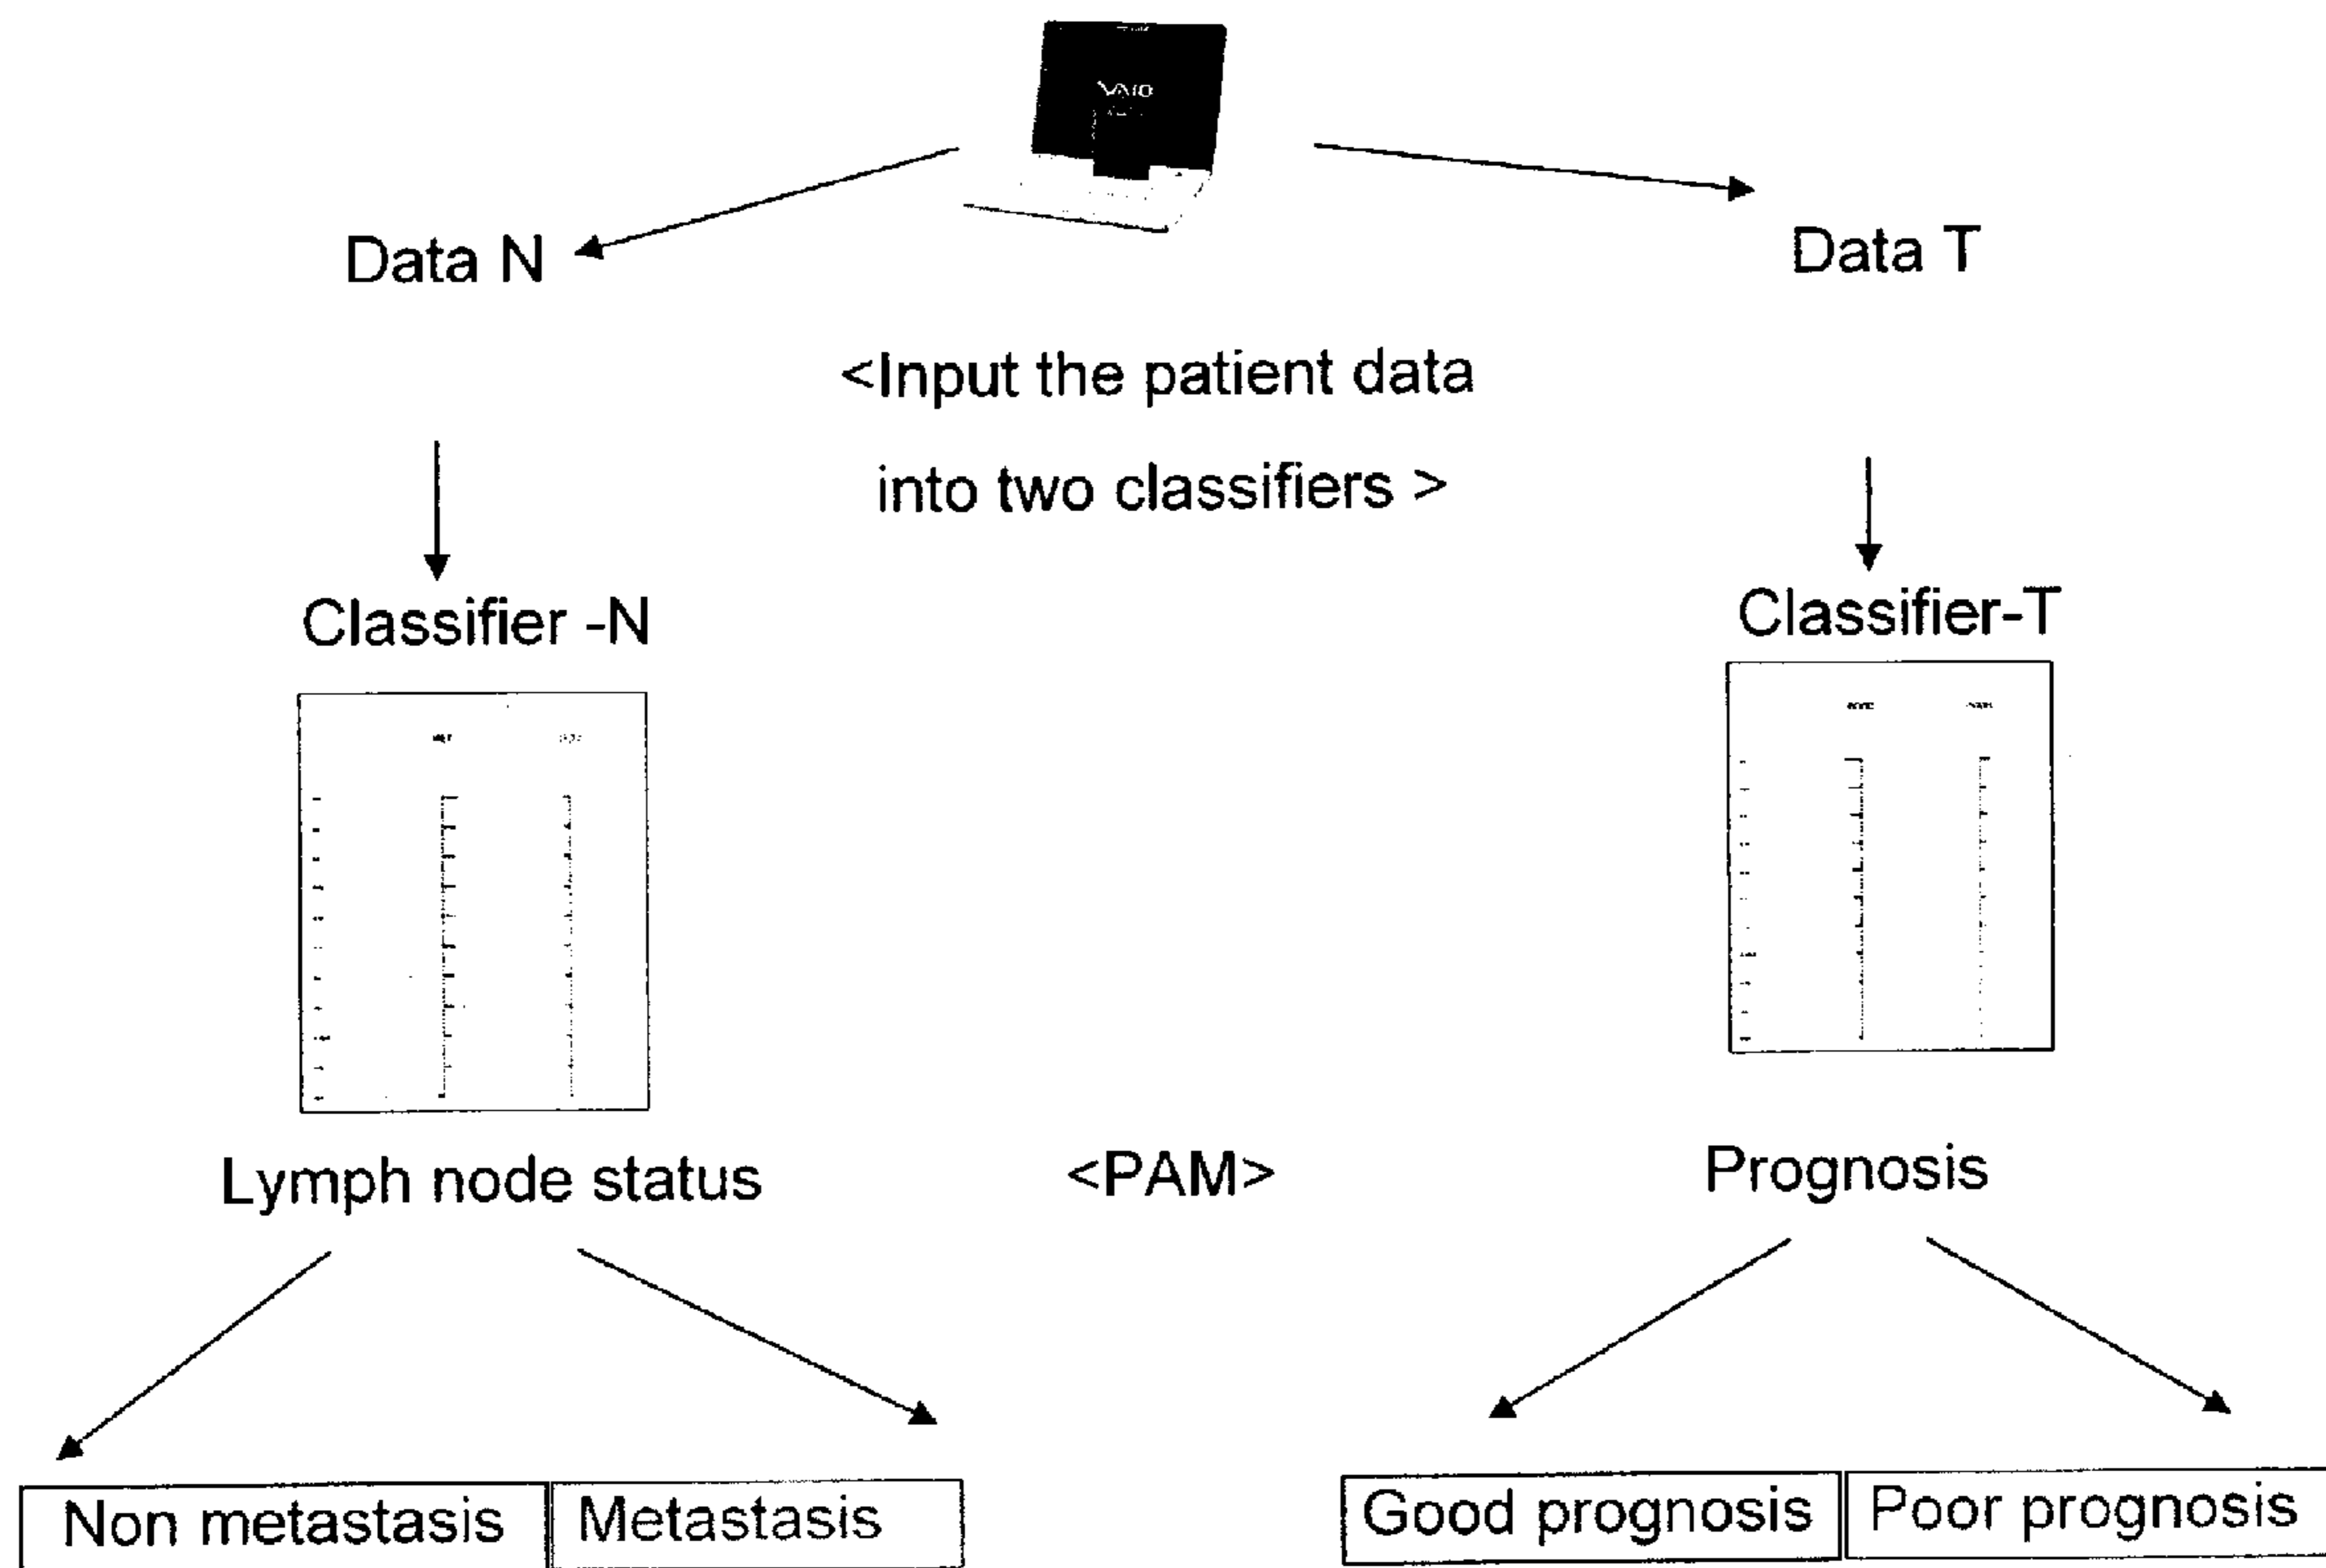 VAIO
Data N
Data T
<Input the patient data
into two classifiers >
Classifier -N
Classifier-T
Lymph node status
<PAM>
Prognosis
Non metastasis
Metastasis
Good prognosis
Poor prognosis